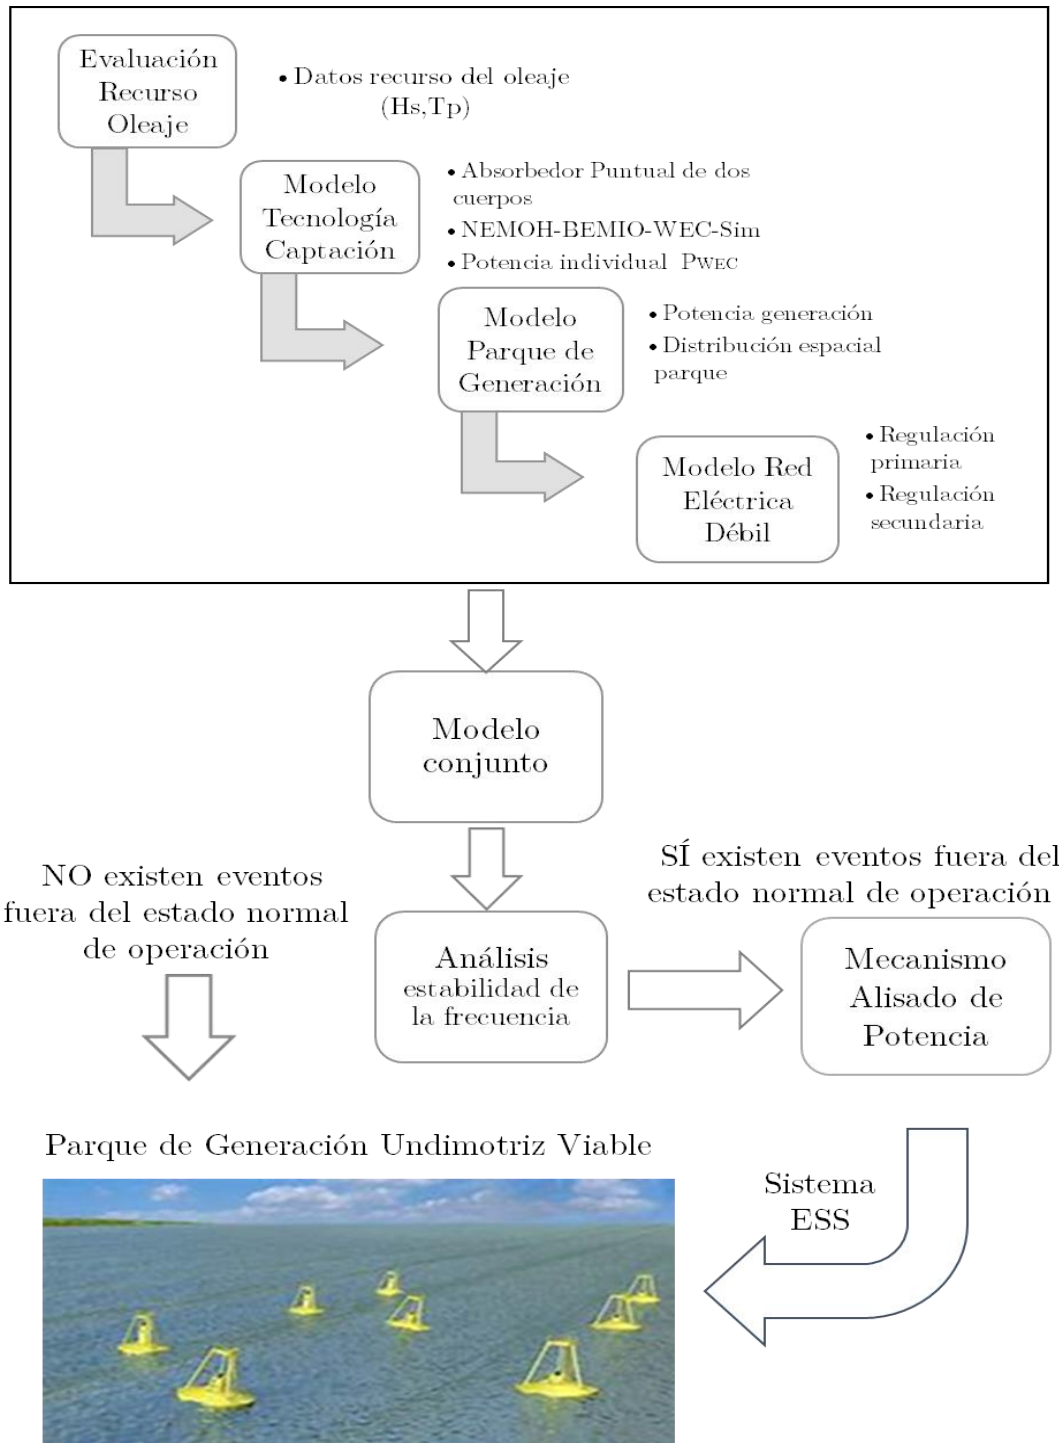 Evaluación
Recurso
Oleaje
• Datos recurso del oleaje
(Hs,Tp)
Modelo
Tecnología
Captación
• Absorbedor Puntual de dos
cuerpos
• NEMOH-BEMIO-WEC-Sim
• Potencia individual PWEC
Modelo
Parque de
Generación
• Potencia generación
• Distribución espacial
parque
Modelo Red
Eléctrica
Débil
• Regulación
primaria
• Regulación
secundaria
Modelo
conjunto
NO existen eventos
fuera del estado normal
de operación
SÍ existen eventos fuera del
estado normal de operación
Análisis
estabilidad de
la frecuencia
Mecanismo
Alisado de
Potencia
Parque de Generación Undimotriz Viable
Sistema
ESS